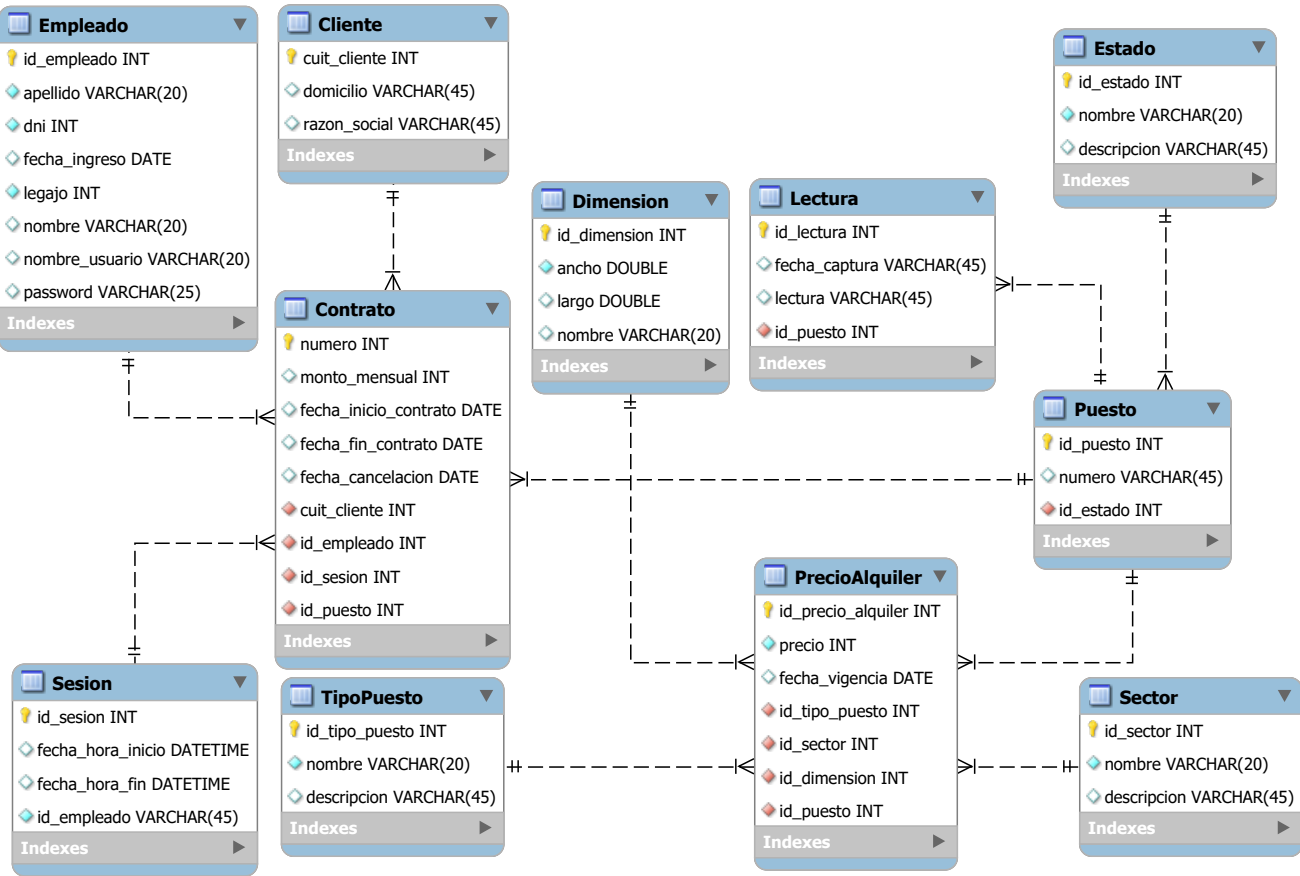 Empleado
id_empleado INT
apellido VARCHAR(20)
dni INT
fecha_ingreso DATE
legajo INT
nombre VARCHAR(20)
nombre_usuario VARCHAR(20)
password VARCHAR(25)
Indexes
Cliente
cuit_cliente INT
domicilio VARCHAR(45)
razon_social VARCHAR(45)
Indexes
Estado
id_estado INT
nombre VARCHAR(20)
descripcion VARCHAR(45)
Indexes
Dimension
id_dimension INT
ancho DOUBLE
largo DOUBLE
nombre VARCHAR(20)
Indexes
Lectura
id_lectura INT
fecha_captura VARCHAR(45)
lectura VARCHAR(45)
id_puesto INT
Indexes
Contrato
numero INT
monto_mensual INT
fecha_inicio_contrato DATE
fecha_fin_contrato DATE
fecha_cancelacion DATE
cuit_cliente INT
id_empleado INT
id_sesion INT
id_puesto INT
Indexes
Puesto
id_puesto INT
numero VARCHAR(45)
id_estado INT
Indexes
PrecioAlquiler
id_precio_alquiler INT
precio INT
fecha_vigencia DATE
id_tipo_puesto INT
id_sector INT
id_dimension INT
id_puesto INT
Indexes
Sesion
id_sesion INT
fecha_hora_inicio DATETIME
fecha_hora_fin DATETIME
id_empleado VARCHAR(45)
Indexes
TipoPuesto
id_tipo_puesto INT
nombre VARCHAR(20)
descripcion VARCHAR(45)
Indexes
Sector
id_sector INT
nombre VARCHAR(20)
descripcion VARCHAR(45)
Indexes